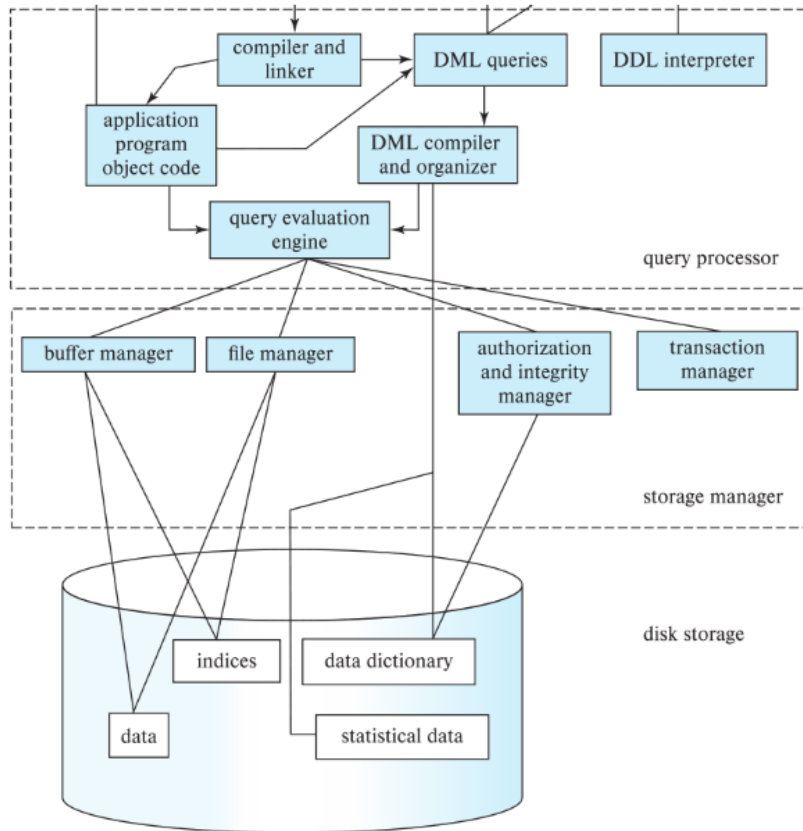 compiler and
linker
DML queries
DDL interpreter
application
program
object code
DML compiler
and organizer
query evaluation
engine
query processor
buffer manager
file manager
authorization
and integrity
manager
transaction
manager
storage manager
disk storage
indices
data dictionary
data
statistical data